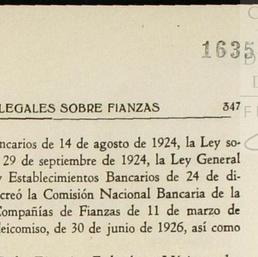 1635
LEGALES SOBRE FIANZAS 347
ncarios de 14 de agosto de 1924, la Ley so-
29 de septiembre de 1924, la Ley General
y Establecimientos Bancarios de 24 de di-
creó la Comisión Nacional Bancaria de la
Compañías de Fianzas de 11 de marzo de
deicomiso, de 30 de junio de 1926, así como